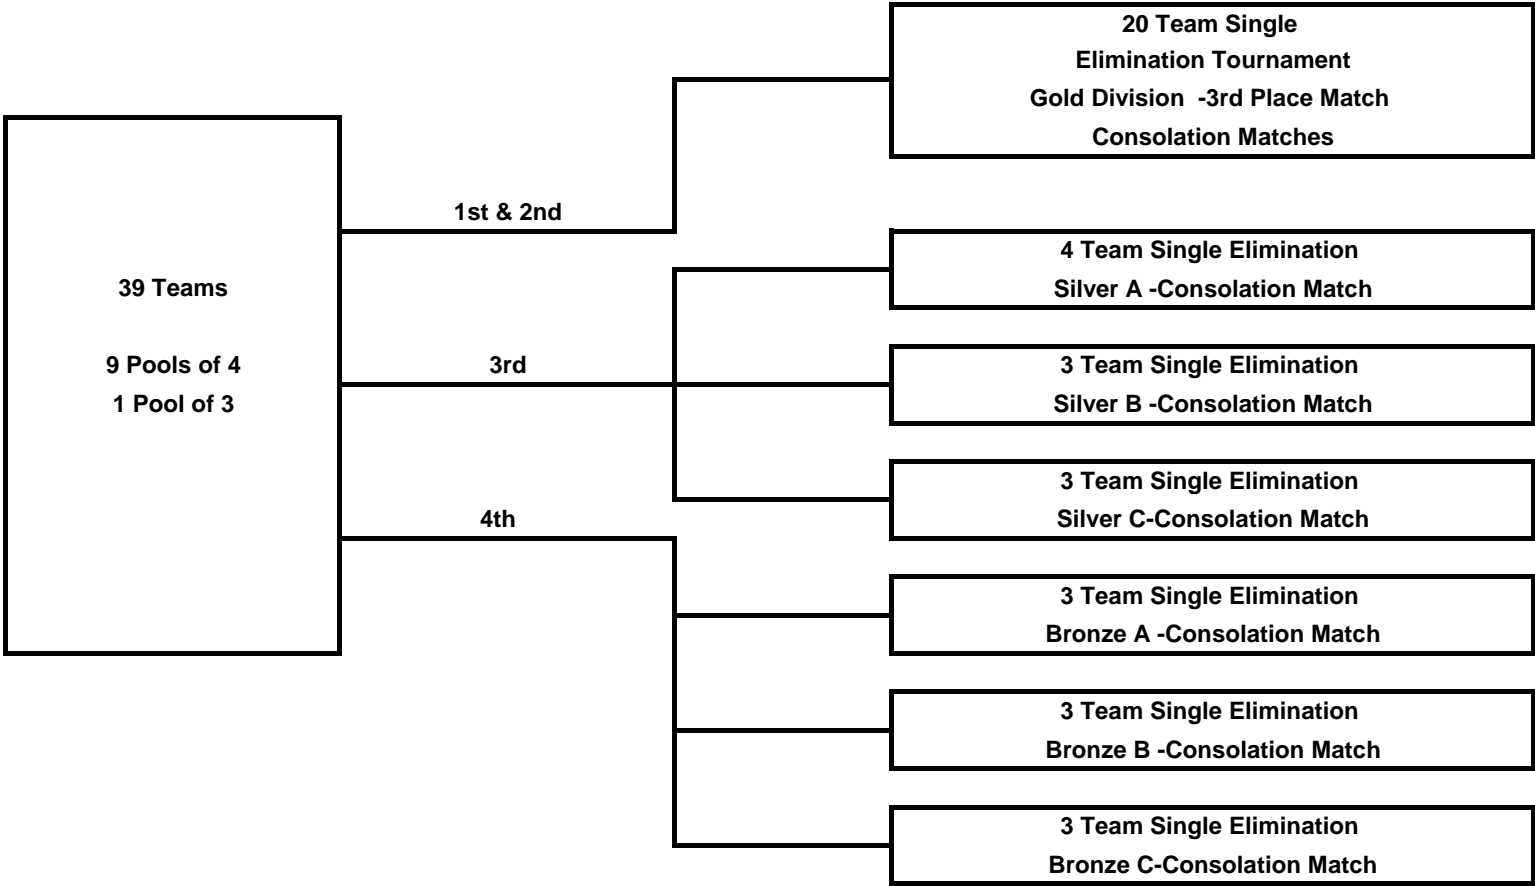 39 Teams
9 Pools of 4
1 Pool of 3
1st & 2nd
3rd
4th
20 Team Single
Elimination Tournament
Gold Division  -3rd Place Match
Consolation Matches
4 Team Single Elimination
Silver A -Consolation Match
3 Team Single Elimination
Silver B -Consolation Match
3 Team Single Elimination
Silver C-Consolation Match
3 Team Single Elimination
Bronze A -Consolation Match
3 Team Single Elimination
Bronze B -Consolation Match
3 Team Single Elimination
Bronze C-Consolation Match